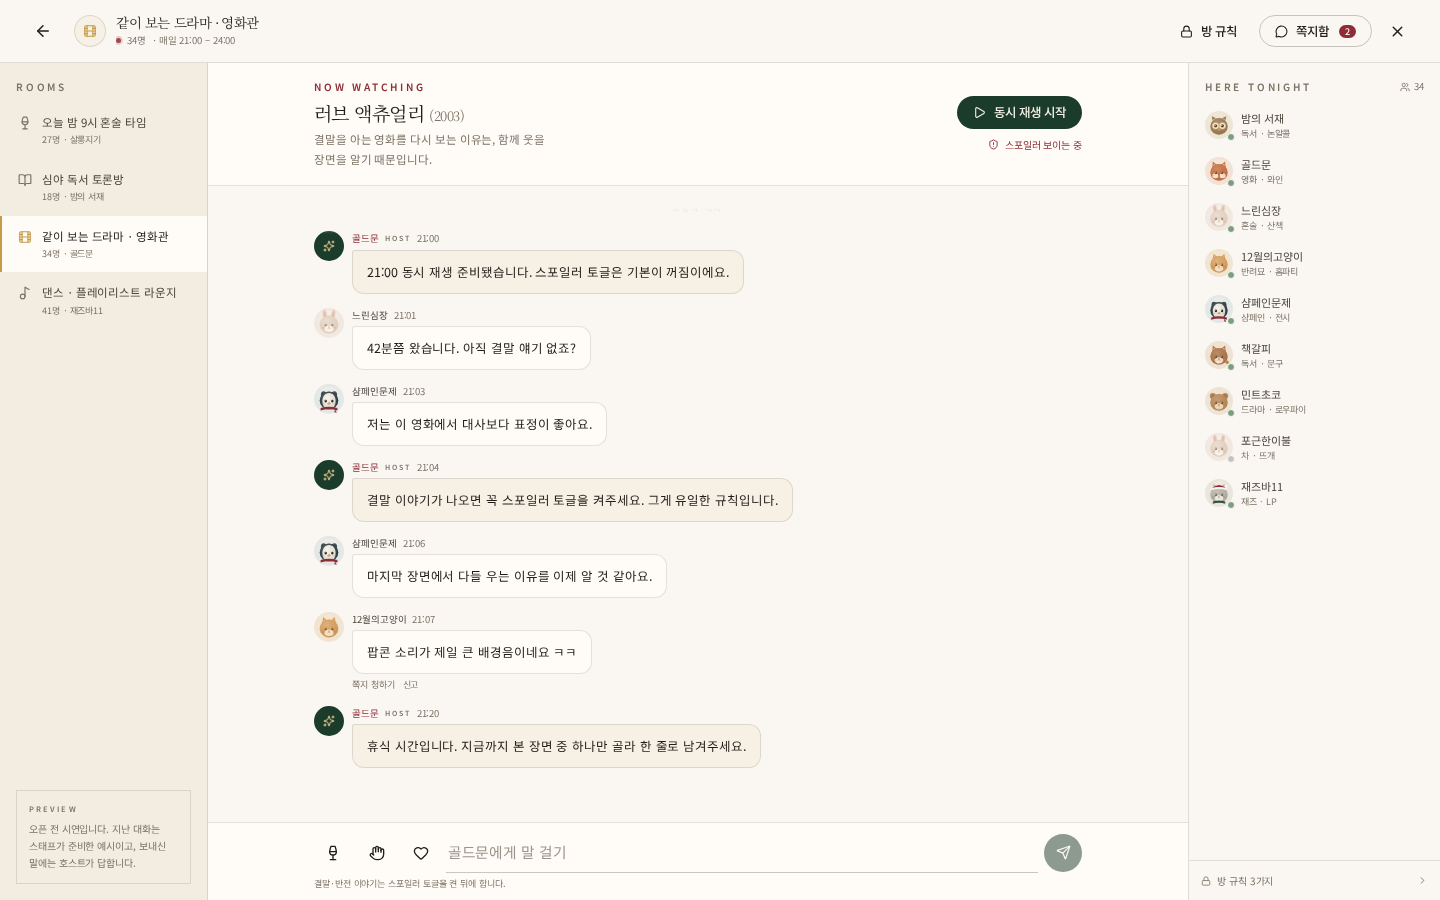 같이 보는 드라마 · 영화관
34명 · 매일 21:00 – 24:00
방 규칙
쪽지함 2
ROOMS
오늘 밤 9시 혼술 타임
27명 · 살롱지기
심야 독서 토론방
18명 · 밤의 서재
같이 보는 드라마 · 영화관
34명 · 골드문
댄스 · 플레이리스트 라운지
41명 · 재즈바11
PREVIEW
오픈 전 시연입니다. 지난 대화는
스태프가 준비한 예시이고, 보내신
말에는 호스트가 답합니다.
NOW WATCHING
러브 액츄얼리 (2003)
결말을 아는 영화를 다시 보는 이유는, 함께 웃을
장면을 알기 때문입니다.
동시 재생 시작
스포일러 보이는 중
골드문 HOST 21:00
21:00 동시 재생 준비됐습니다. 스포일러 토글은 기본이 꺼짐이에요.
느린심장 21:01
42분쯤 왔습니다. 아직 결말 얘기 없죠?
샴페인문제 21:03
저는 이 영화에서 대사보다 표정이 좋아요.
골드문 HOST 21:04
결말 이야기가 나오면 꼭 스포일러 토글을 켜주세요. 그게 유일한 규칙입니다.
샴페인문제 21:06
마지막 장면에서 다들 우는 이유를 이제 알 것 같아요.
12월의고양이 21:07
팝콘 소리가 제일 큰 배경음이네요 ㅋㅋ
쪽지 청하기 신고
골드문 HOST 21:20
휴식 시간입니다. 지금까지 본 장면 중 하나만 골라 한 줄로 남겨주세요.
골드문에게 말 걸기
결말·반전 이야기는 스포일러 토글을 켠 뒤에 합니다.
HERE TONIGHT 34
밤의 서재
독서 · 논알콜
골드문
영화 · 와인
느린심장
혼술 · 산책
12월의고양이
반려묘 · 홈파티
샴페인문제
샴페인 · 전시
책갈피
독서 · 문구
민트초코
드라마 · 로우파이
포근한이불
차 · 뜨개
재즈바11
재즈 · LP
방 규칙 3가지